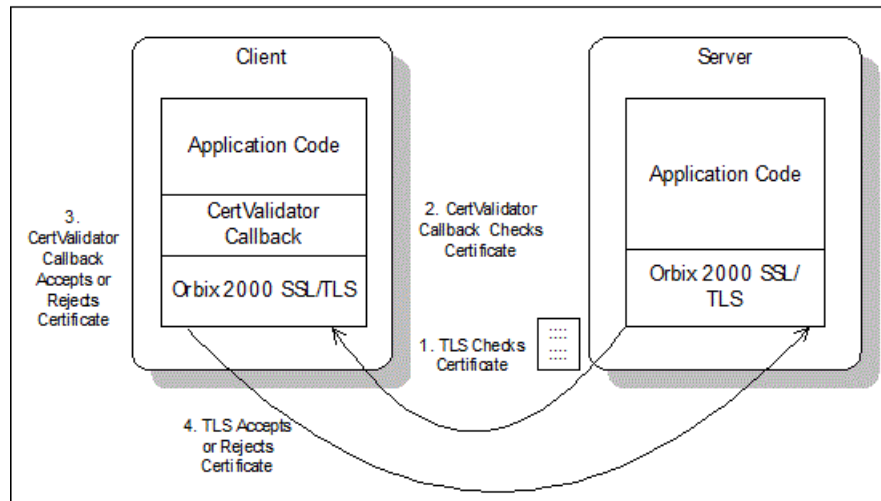 Client
Application Code
CertValidator
Callback
Orbix 2000 SSL/TLS
Server
Application Code
Orbix 2000 SSL/
TLS
3.
CertValidator
Callback
Accepts or
Rejects
Certificate
2. CertValidator
Callback Checks
Certificate
1. TLS Checks
Certificate
4. TLS Accepts
or Rejects
Certificate